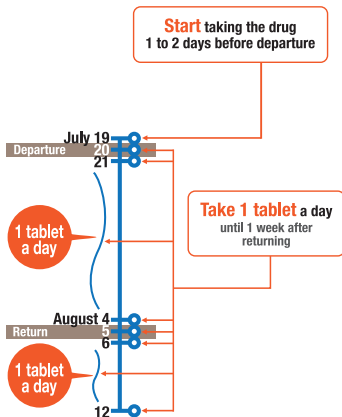 Start taking the drug
1 to 2 days before departure
July 19
Departure 20
21
1 tablet
a day
Take 1 tablet a day
until 1 week after
returning
August 4
Return 5
6
1 tablet
a day
12